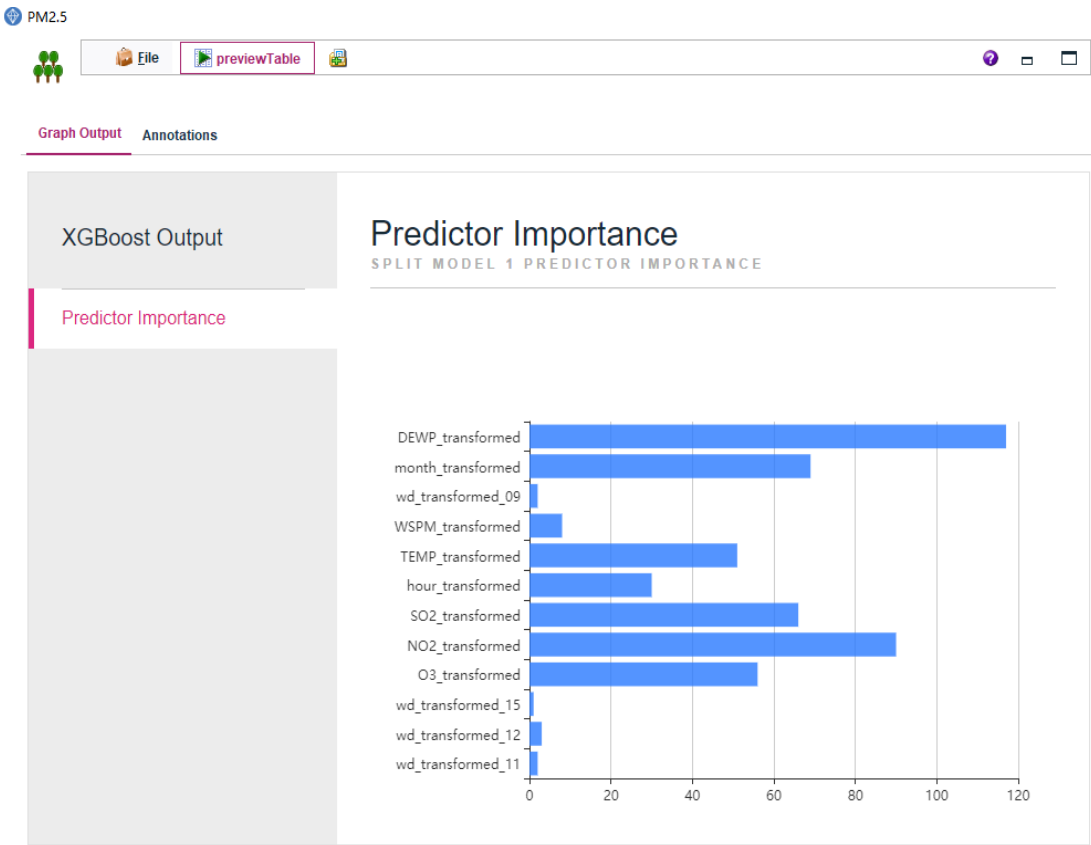 PM2.5
File previewTable
Graph Output Annotations
XGBoost Output
Predictor Importance
Predictor Importance
SPLIT MODEL 1 PREDICTOR IMPORTANCE
DEWP_transformed
month_transformed
wd_transformed_09
WSPM_transformed
TEMP_transformed
hour_transformed
SO2_transformed
NO2_transformed
O3_transformed
wd_transformed_15
wd_transformed_12
wd_transformed_11
0 20 40 60 80 100 120